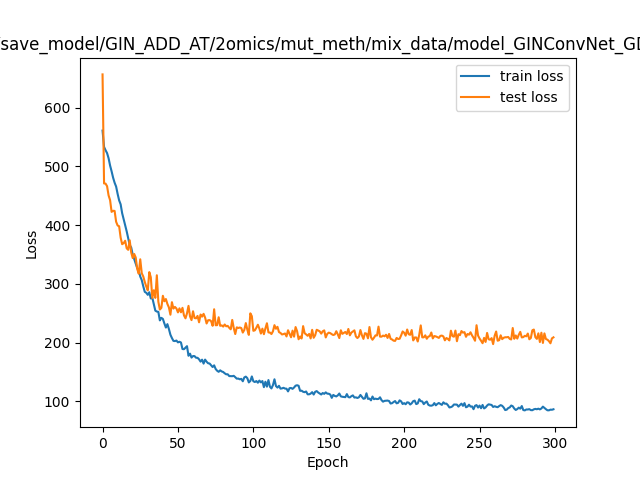 /save_model/GIN_ADD_AT/2omics/mut_meth/mix_data/model_GINConvNet_GD
train loss
test loss
Loss
600
500
400
300
200
100
0
50
100
150
200
250
300
Epoch